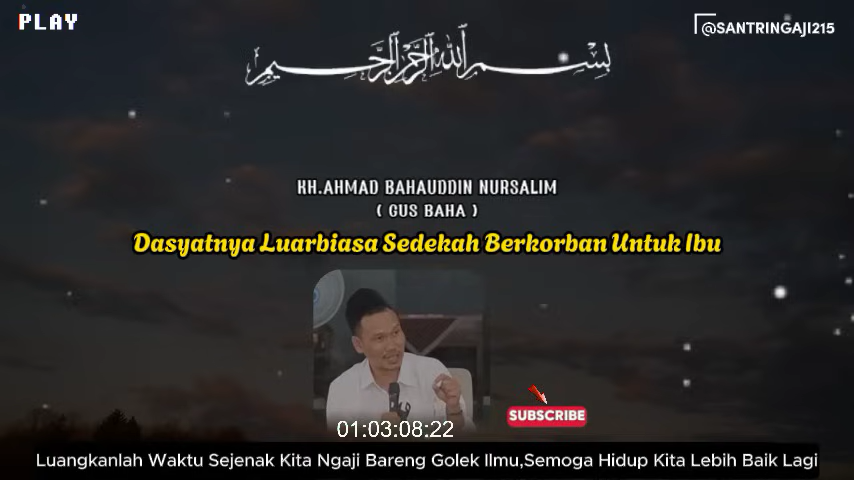 PLAY
@SANTRINGAJI215
بسم الله الرحمن الرحيم
KH.AHMAD BAHAUDDIN NURSALIM
( GUS BAHA )
Dasyatnya Luarbiasa Sedekah Berkorban Untuk Ibu
SUBSCRIBE
01:03:08:22
Luangkanlah Waktu Sejenak Kita Ngaji Bareng Golek Ilmu,Semoga Hidup Kita Lebih Baik Lagi